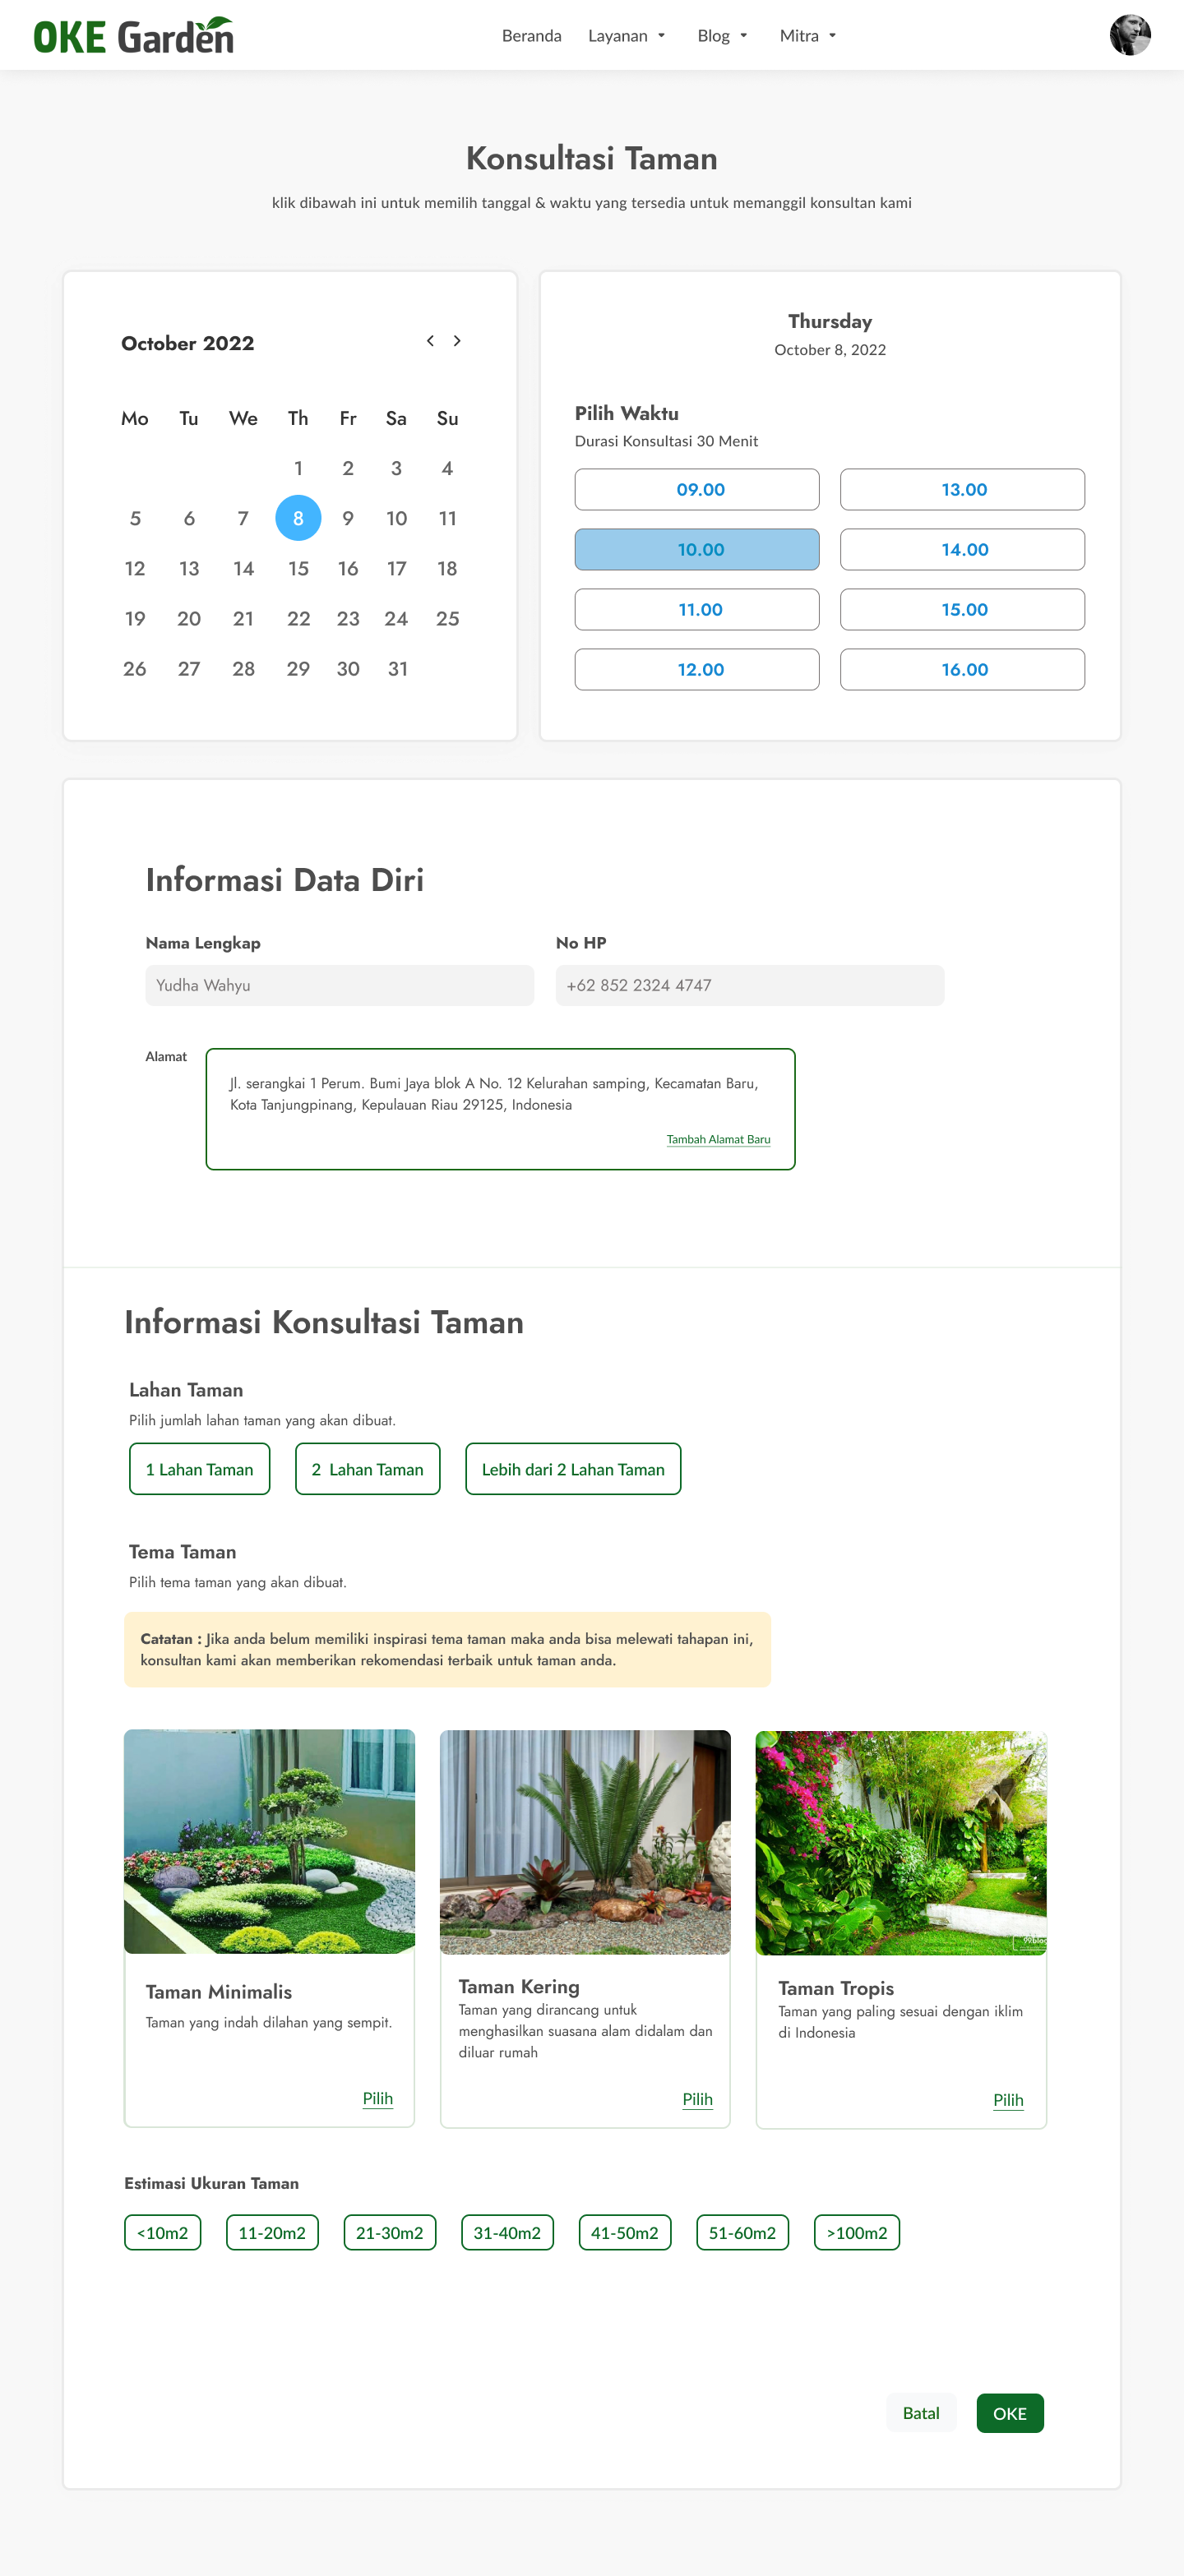 OKE Garden
Beranda Layanan Blog Mitra
Konsultasi Taman
klik dibawah ini untuk memilih tanggal & waktu yang tersedia untuk memanggil konsultan kami
October 2022
Mo Tu We Th Fr Sa Su
1 2 3 4
5 6 7 8 9 10 11
12 13 14 15 16 17 18
19 20 21 22 23 24 25
26 27 28 29 30 31
Thursday
October 8, 2022
Pilih Waktu
Durasi Konsultasi 30 Menit
09.00 13.00
10.00 14.00
11.00 15.00
12.00 16.00
Informasi Data Diri
Nama Lengkap No HP
Yudha Wahyu +62 852 2324 4747
Alamat
Jl. serangkai 1 Perum. Bumi Jaya blok A No. 12 Kelurahan samping, Kecamatan Baru,
Kota Tanjungpinang, Kepulauan Riau 29125, Indonesia
Tambah Alamat Baru
Informasi Konsultasi Taman
Lahan Taman
Pilih jumlah lahan taman yang akan dibuat.
1 Lahan Taman 2 Lahan Taman Lebih dari 2 Lahan Taman
Tema Taman
Pilih tema taman yang akan dibuat.
Catatan : Jika anda belum memiliki inspirasi tema taman maka anda bisa melewati tahapan ini,
konsultan kami akan memberikan rekomendasi terbaik untuk taman anda.
Taman Minimalis
Taman yang indah dilahan yang sempit.
Pilih
Taman Kering
Taman yang dirancang untuk
menghasilkan suasana alam didalam dan
diluar rumah
Pilih
Taman Tropis
Taman yang paling sesuai dengan iklim
di Indonesia
Pilih
Estimasi Ukuran Taman
<10m2 11-20m2 21-30m2 31-40m2 41-50m2 51-60m2 >100m2
Batal OKE